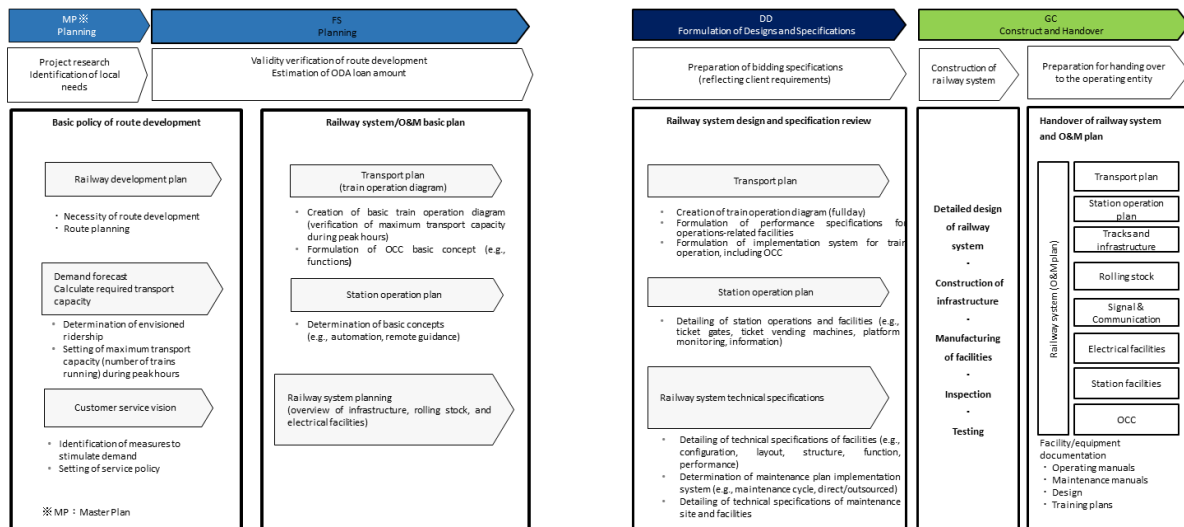 MP※
Planning
FS
Planning
DD
Formulation of Designs and Specifications
GC
Construct and Handover
Project research
Identification of local
needs
Validity verification of route development
Estimation of ODA loan amount
Preparation of bidding specifications
(reflecting client requirements)
Construction of
railway system
Preparation for handing over
to the operating entity
Basic policy of route development
Railway development plan
・ Necessity of route development
・ Route planning
Demand forecast
Calculate required transport
capacity
• Determination of envisioned
ridership
• Setting of maximum transport
capacity (number of trains
running) during peak hours
Customer service vision
• Identification of measures to
stimulate demand
• Setting of service policy
※ MP：Master Plan
Railway system/O&M basic plan
Transport plan
(train operation diagram)
• Creation of basic train operation diagram
(verification of maximum transport capacity
during peak hours)
• Formulation of OCC basic concept (e.g.,
functions)
Station operation plan
• Determination of basic concepts
(e.g., automation, remote guidance)
Railway system planning
(overview of infrastructure, rolling stock, and
electrical facilities)
Railway system design and specification review
Transport plan
• Creation of train operation diagram (fullday)
• Formulation of performance specifications for
operations-related facilities
• Formulation of implementation system for train
operation, including OCC
Station operation plan
• Detailing of station operations and facilities (e.g.,
ticket gates, ticket vending machines, platform
monitoring, information)
Railway system technical specifications
• Detailing of technical specifications of facilities (e.g.,
configuration, layout, structure, function,
performance)
• Determination of maintenance plan implementation
system (e.g., maintenance cycle, direct/outsourced)
• Detailing of technical specifications of maintenance
site and facilities
Detailed design
of railway
system
・
Construction of
infrastructure
・
Manufacturing
of facilities
・
Inspection
・
Testing
Handover of railway system
and O&M plan
Railway system (O&M plan)
Transport plan
Station operation
plan
Tracks and
infrastructure
Rolling stock
Signal &
Communication
Electrical facilities
Station facilities
OCC
Facility/equipment
documentation
・ Operating manuals
・ Maintenance manuals
・ Design
・ Training plans